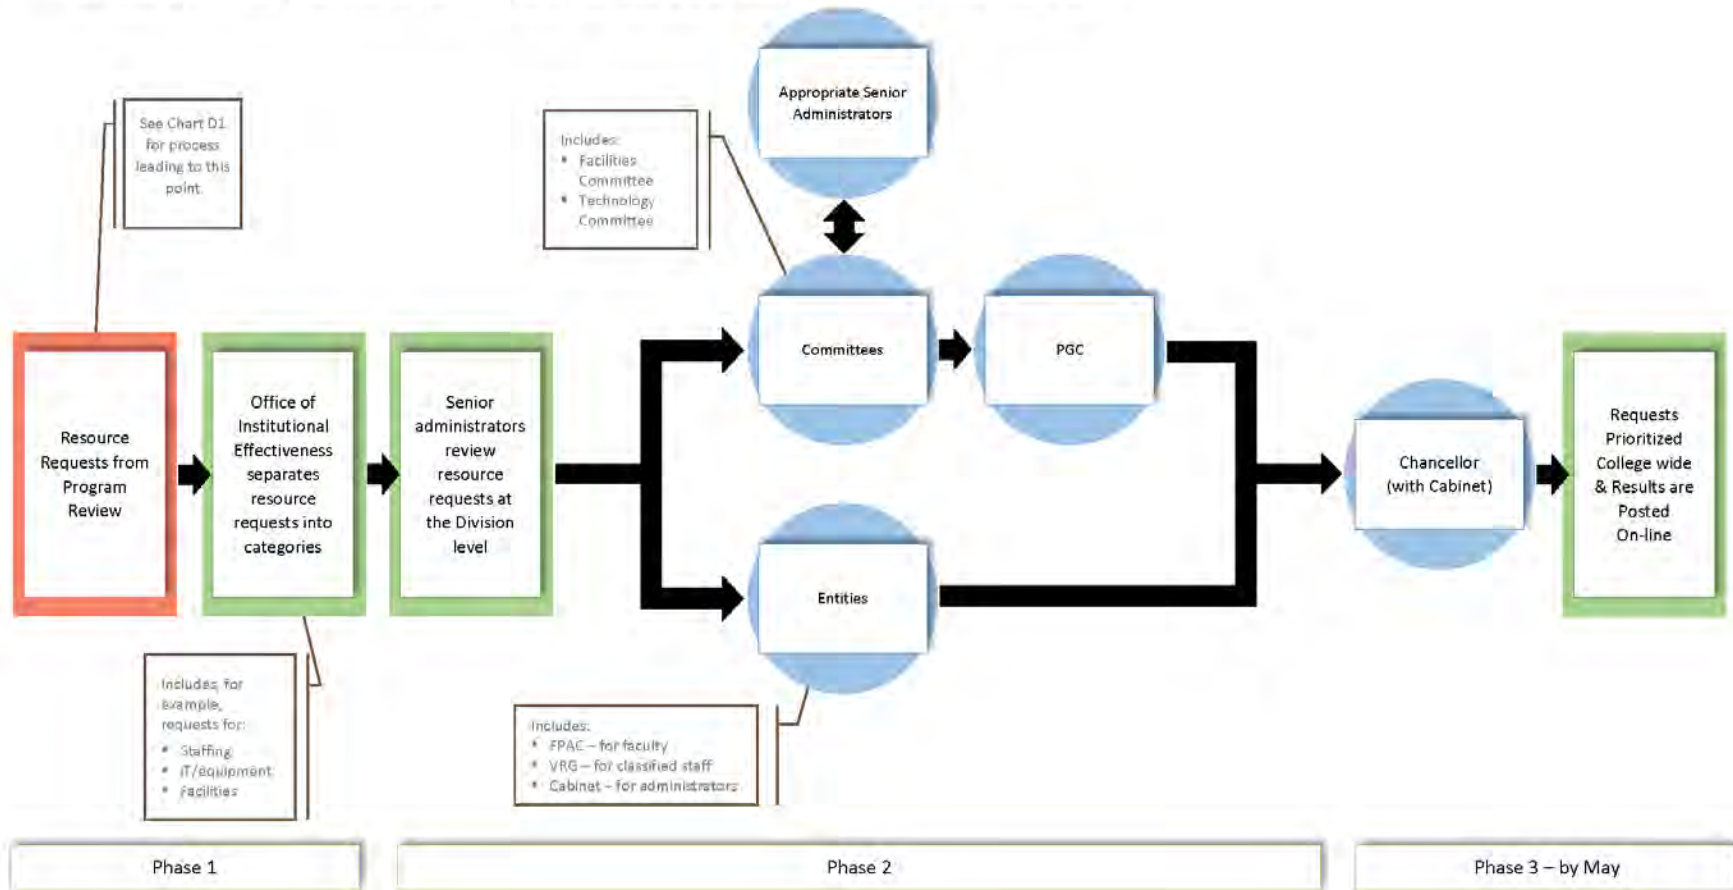 See Chart D1
for process
leading to this
point.
Includes:
• Facilities
Committee
• Technology
Committee
Appropriate Senior
Administrators
Resource
Requests from
Program
Review
Office of
Institutional
Effectiveness
separates
resource
requests into
categories
Senior
administrators
review
resource
requests at
the Division
level
Committees
PGC
Entities
Chancellor
(with Cabinet)
Requests
Prioritized
College wide
& Results are
Posted
On-line
Includes, for
example,
requests for:
• Staffing
• IT/equipment
• Facilities
Includes:
• FPAC – for faculty
• VRG – for classified staff
• Cabinet – for administrators
Phase 1
Phase 2
Phase 3 – by May